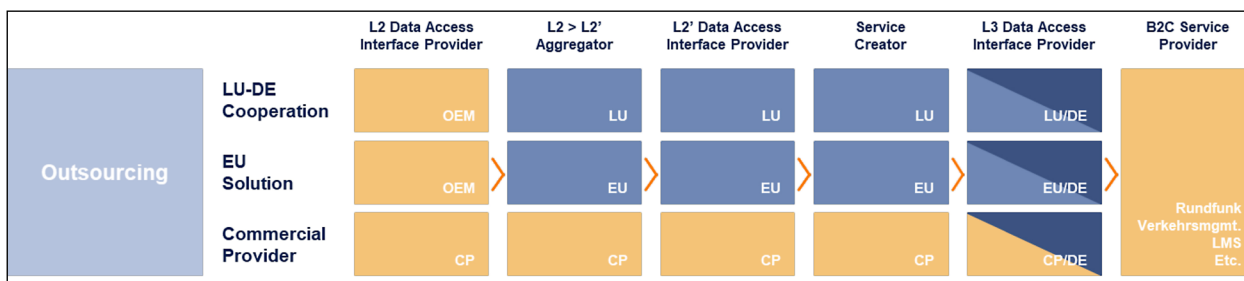 L2 Data Access
Interface Provider
L2 > L2'
Aggregator
L2' Data Access
Interface Provider
Service
Creator
L3 Data Access
Interface Provider
B2C Service
Provider
Outsourcing
LU-DE
Cooperation
OEM
LU
LU
LU
LU/DE
EU
Solution
OEM
EU
EU
EU
EU/DE
Commercial
Provider
CP
CP
CP
CP
CP/DE
Rundfunk
Verkehrsmgmt.
LMS
Etc.